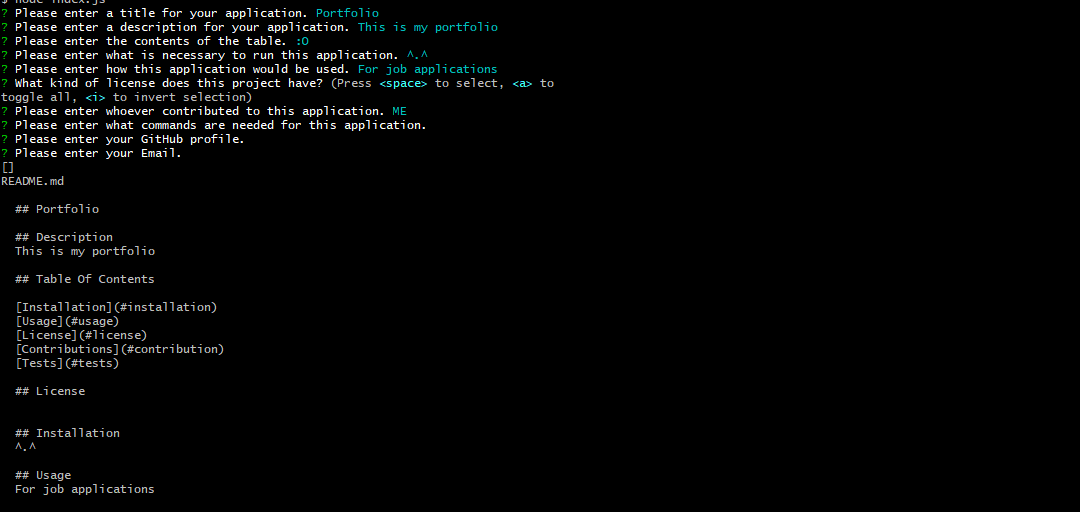 $ node index.js
? Please enter a title for your application. Portfolio
? Please enter a description for your application. This is my portfolio
? Please enter the contents of the table. :O
? Please enter what is necessary to run this application. ^.^
? Please enter how this application would be used. For job applications
? What kind of license does this project have? (Press <space> to select, <a> to
toggle all, <i> to invert selection)
? Please enter whoever contributed to this application. ME
? Please enter what commands are needed for this application.
? Please enter your GitHub profile.
? Please enter your Email.
[]
README.md
## Portfolio
## Description
This is my portfolio
## Table Of Contents
[Installation](#installation)
[Usage](#usage)
[License](#license)
[Contributions](#contribution)
[Tests](#tests)
## License
## Installation
^.^
## Usage
For job applications